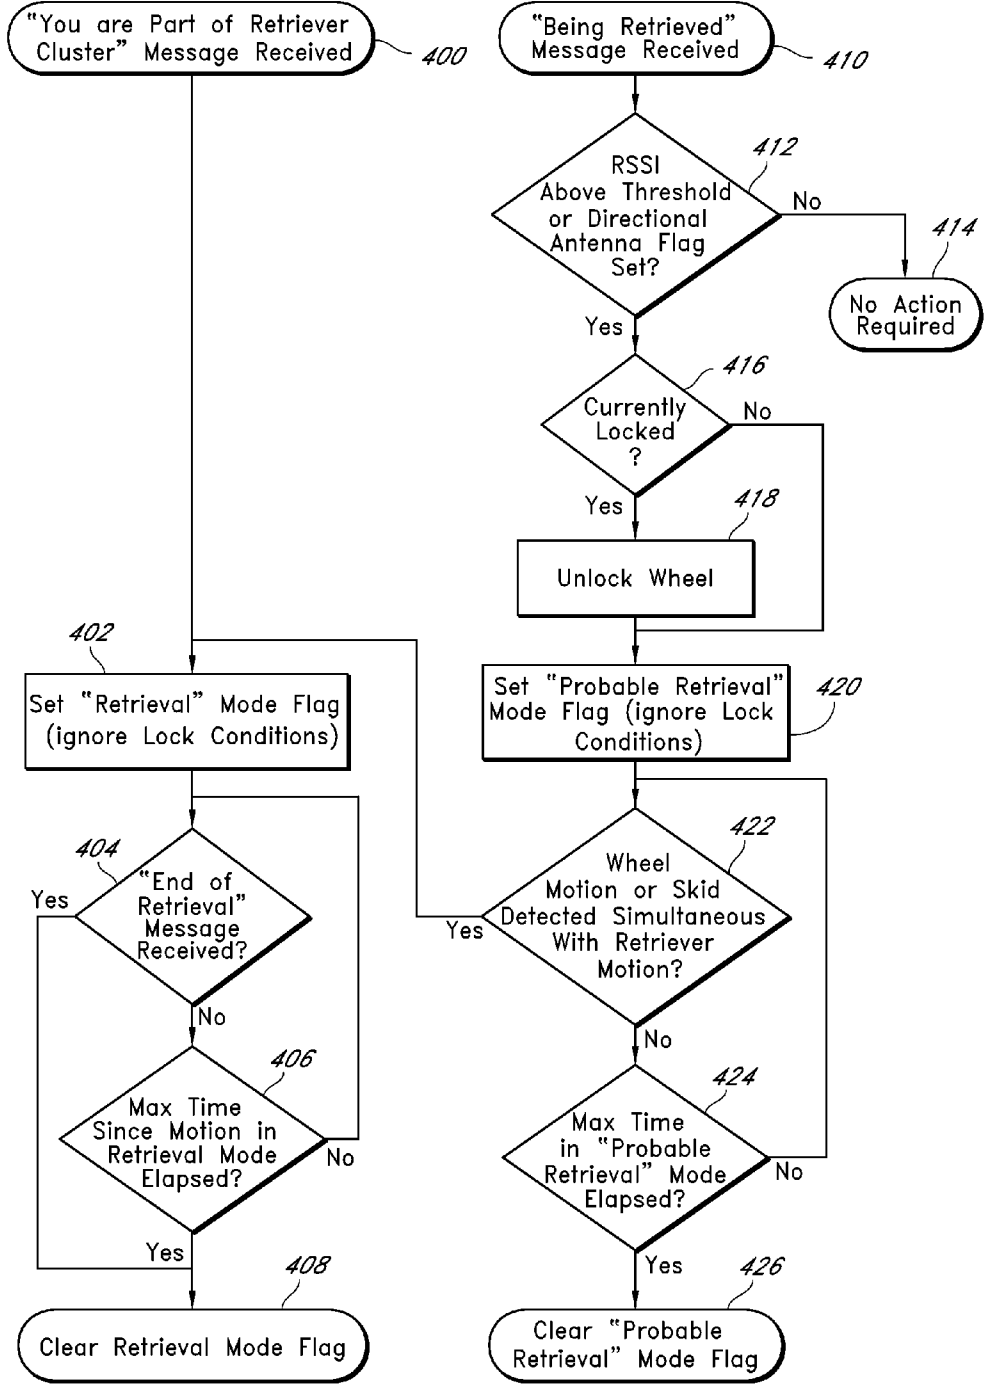 “You are Part of Retriever
Cluster” Message Received
400
“Being Retrieved”
Message Received
410
RSSI
Above Threshold
or Directional
Antenna Flag
Set?
412
No
414
No Action
Required
Yes
416
Currently
Locked
?
No
Yes
418
Unlock Wheel
402
Set “Retrieval” Mode Flag
(ignore Lock Conditions)
Set “Probable Retrieval”
Mode Flag (ignore Lock
Conditions)
420
404
“End of
Retrieval”
Message
Received?
Yes
No
422
Wheel
Motion or Skid
Detected Simultaneous
With Retriever
Motion?
Yes
No
406
Max Time
Since Motion in
Retrieval Mode
Elapsed?
No
Yes
424
Max Time
in “Probable
Retrieval” Mode
Elapsed?
No
Yes
408
Clear Retrieval Mode Flag
426
Clear “Probable
Retrieval” Mode Flag